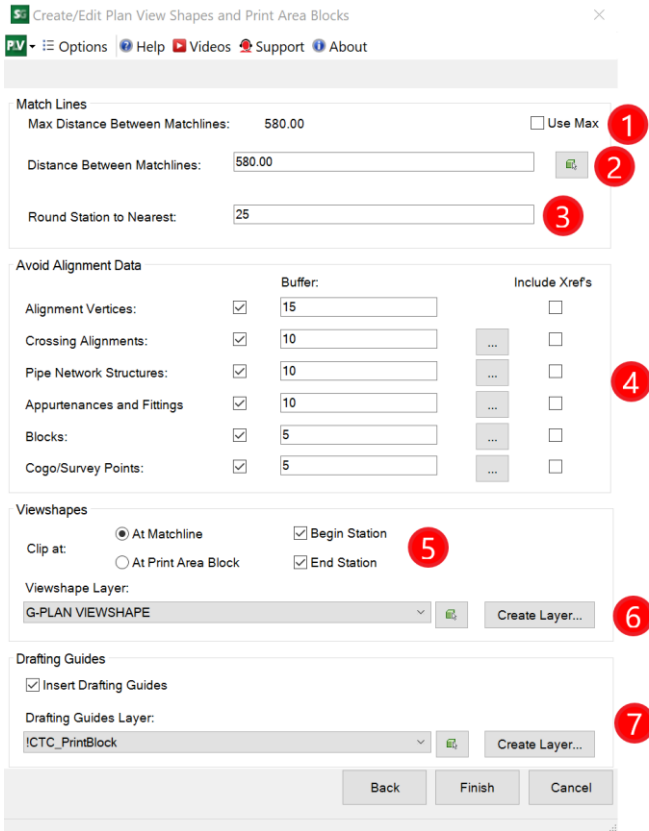 SG Create/Edit Plan View Shapes and Print Area Blocks
P.V Options Help Videos Support About
Match Lines
Max Distance Between Matchlines: 580.00 Use Max 1
Distance Between Matchlines: 580.00 2
Round Station to Nearest: 25 3
Avoid Alignment Data
Buffer: Include Xref's
Alignment Vertices: 15
Crossing Alignments: 10 ...
Pipe Network Structures: 10 ... 4
Appurtenances and Fittings 10 ...
Blocks: 5 ...
Cogo/Survey Points: 5 ...
Viewshapes
Clip at: At Matchline Begin Station 5
At Print Area Block End Station
Viewshape Layer:
G-PLAN VIEWSHAPE Create Layer... 6
Drafting Guides
Insert Drafting Guides
Drafting Guides Layer: 7
!CTC_PrintBlock Create Layer...
Back Finish Cancel